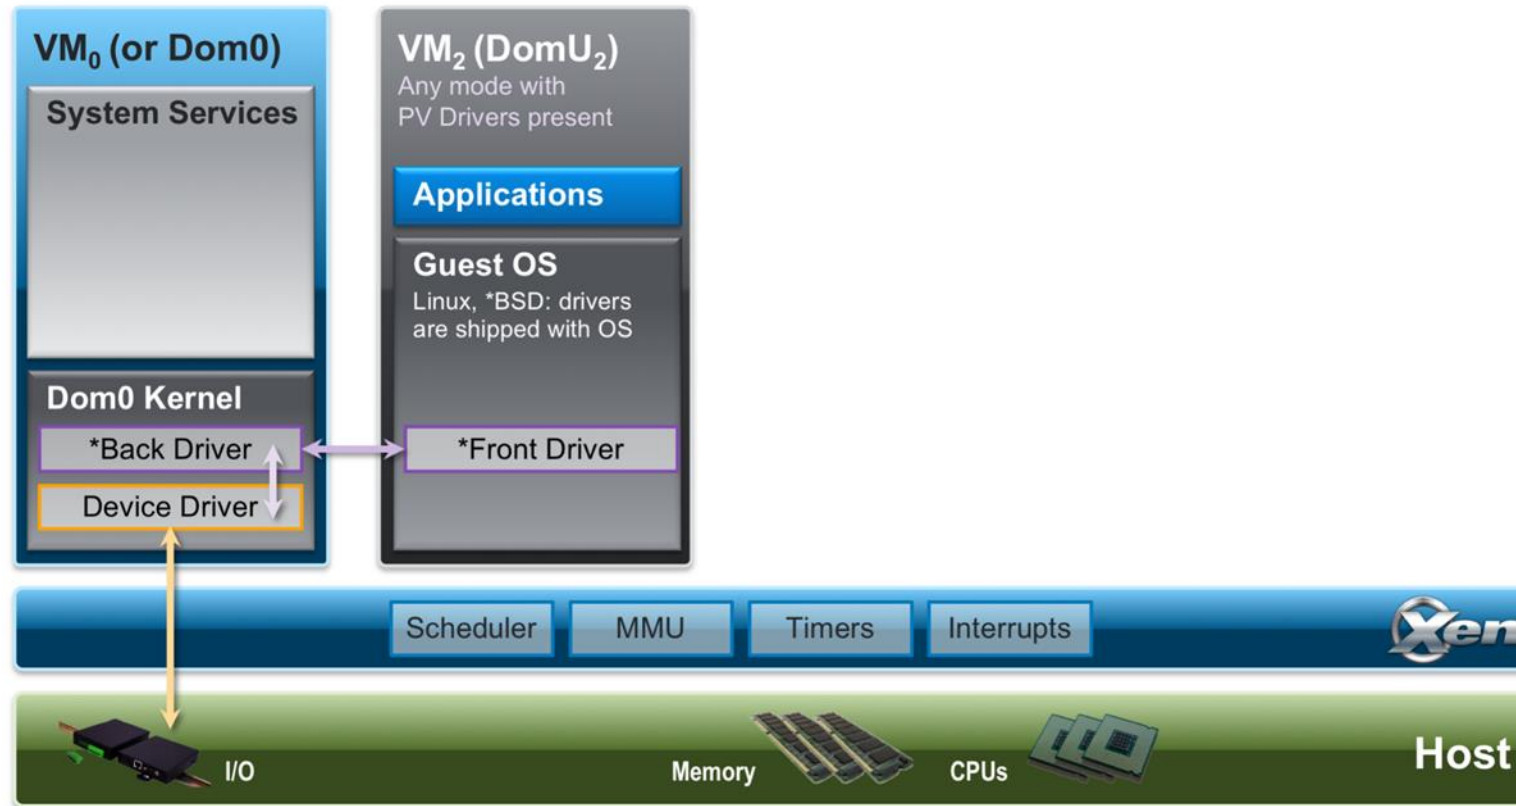 VM₀ (or Dom0)
System Services
Dom0 Kernel
*Back Driver
Device Driver
VM₂ (DomU₂)
Any mode with
PV Drivers present
Applications
Guest OS
Linux, *BSD: drivers
are shipped with OS
*Front Driver
Scheduler
MMU
Timers
Interrupts
Xen
I/O
Memory
CPUs
Host